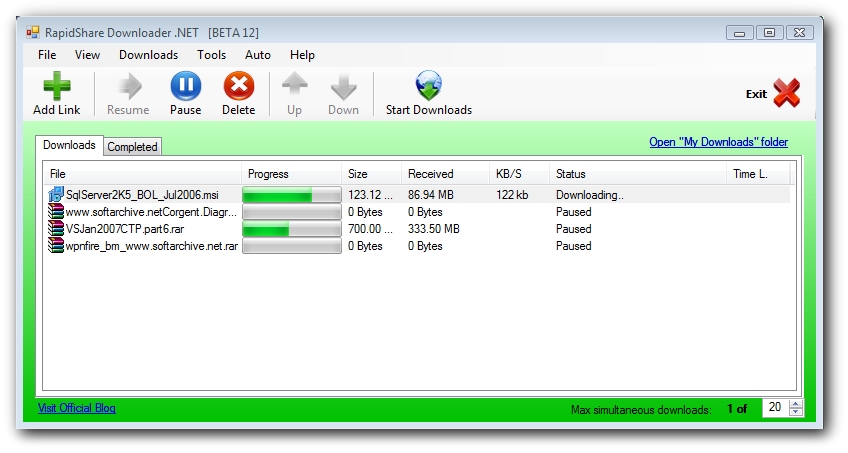 RapidShare Downloader .NET [BETA 12]
File View Downloads Tools Auto Help
Add Link Resume Pause Delete Up Down Start Downloads Exit
Downloads Completed Open "My Downloads" folder
File Progress Size Received KB/S Status Time L.
SqlServer2K5_BOL_Jul2006.msi 123.12 ... 86.94 MB 122 kb Downloading..
www.softarchive.netCorgent.Diagr... 0 Bytes 0 Bytes Paused
VSJan2007CTP.part6.rar 700.00 ... 333.50 MB Paused
wpnfire_bm_www.softarchive.net.rar 0 Bytes 0 Bytes Paused
Visit Official Blog Max simultaneous downloads: 1 of 20